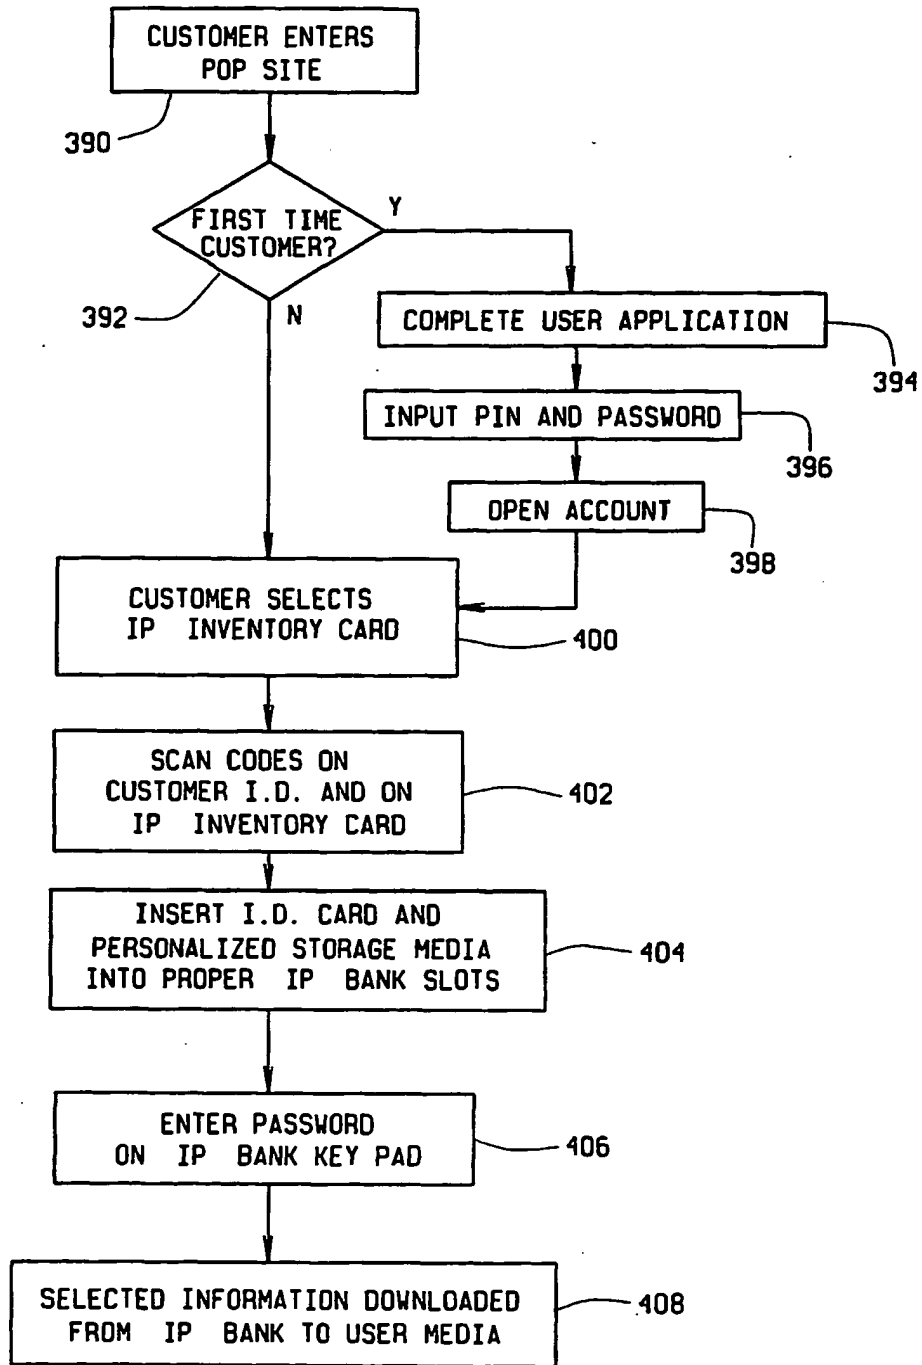 CUSTOMER ENTERS
POP SITE
390
FIRST TIME
CUSTOMER?
Y
392
N
COMPLETE USER APPLICATION
394
INPUT PIN AND PASSWORD
396
OPEN ACCOUNT
398
CUSTOMER SELECTS
IP INVENTORY CARD
400
SCAN CODES ON
CUSTOMER I.D. AND ON
IP INVENTORY CARD
402
INSERT I.D. CARD AND
PERSONALIZED STORAGE MEDIA
INTO PROPER IP BANK SLOTS
404
ENTER PASSWORD
ON IP BANK KEY PAD
406
SELECTED INFORMATION DOWNLOADED
FROM IP BANK TO USER MEDIA
408